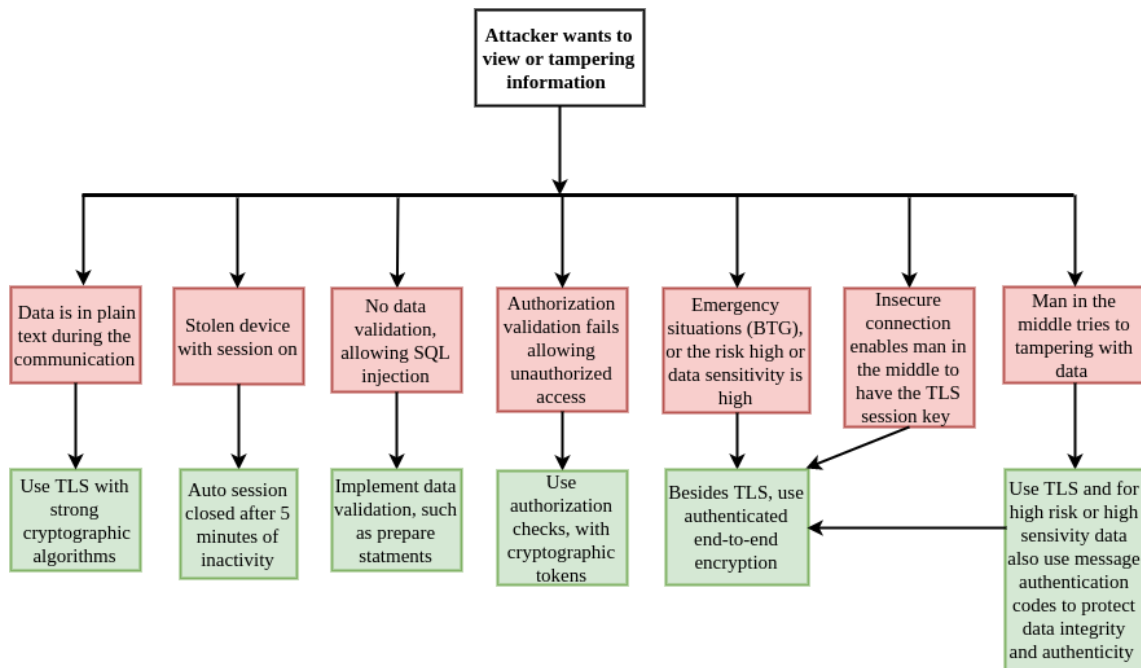 Attacker wants to
view or tampering
information
Data is in plain
text during the
communication
Stolen device
with session on
No data
validation,
allowing SQL
injection
Authorization
validation fails
allowing
unauthorized
access
Emergency
situations (BTG),
or the risk high or
data sensitivity is
high
Insecure
connection
enables man in
the middle to
have the TLS
session key
Man in the
middle tries to
tampering with
data
Use TLS with
strong
cryptographic
algorithms
Auto session
closed after 5
minutes of
inactivity
Implement data
validation, such
as prepare
statments
Use
authorization
checks, with
cryptographic
tokens
Besides TLS, use
authenticated
end-to-end
encryption
Use TLS and for
high risk or high
sensivity data
also use message
authentication
codes to protect
data integrity
and authenticity